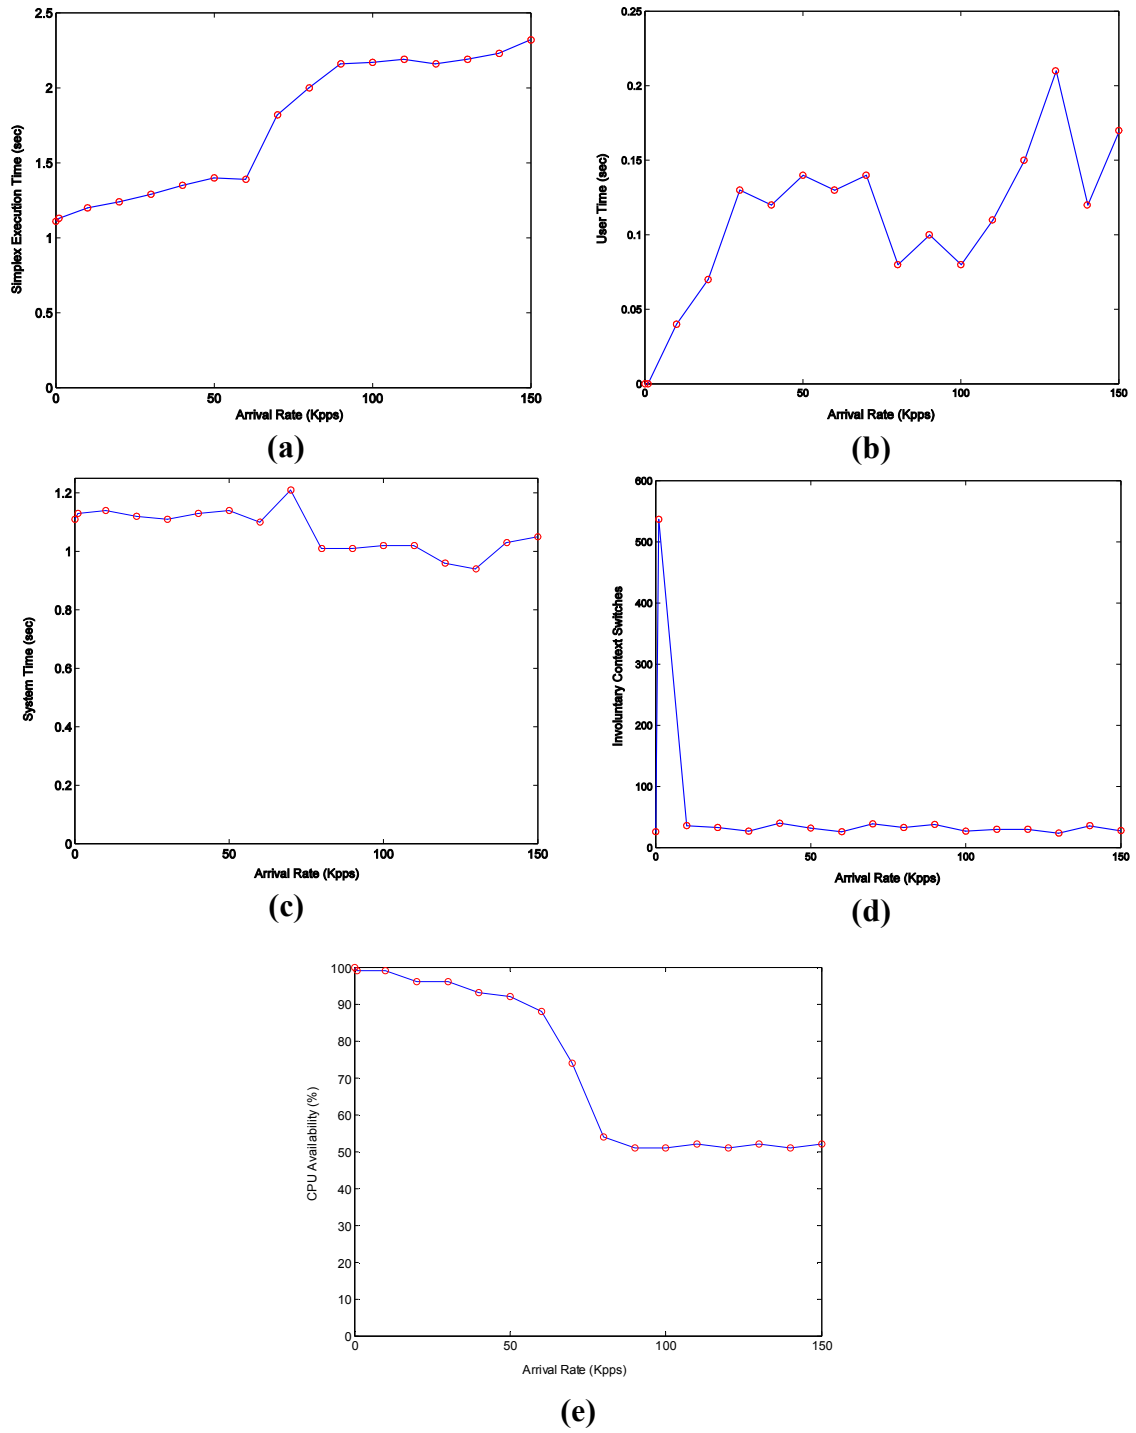 2.5
2
1.5
1
0.5
0
0 50 100 150
Simplex Execution Time (sec)
Arrival Rate (Kpps)
(a)
0.25
0.2
0.15
0.1
0.05
0
0 50 100 150
User Time (sec)
Arrival Rate (Kpps)
(b)
1.2
1
0.8
0.6
0.4
0.2
0
0 50 100 150
System Time (sec)
Arrival Rate (Kpps)
(c)
600
500
400
300
200
100
0
0 50 100 150
Involuntary Context Switches
Arrival Rate (Kpps)
(d)
100
90
80
70
60
50
40
30
20
10
0
0 50 100 150
CPU Availability (%)
Arrival Rate (Kpps)
(e)